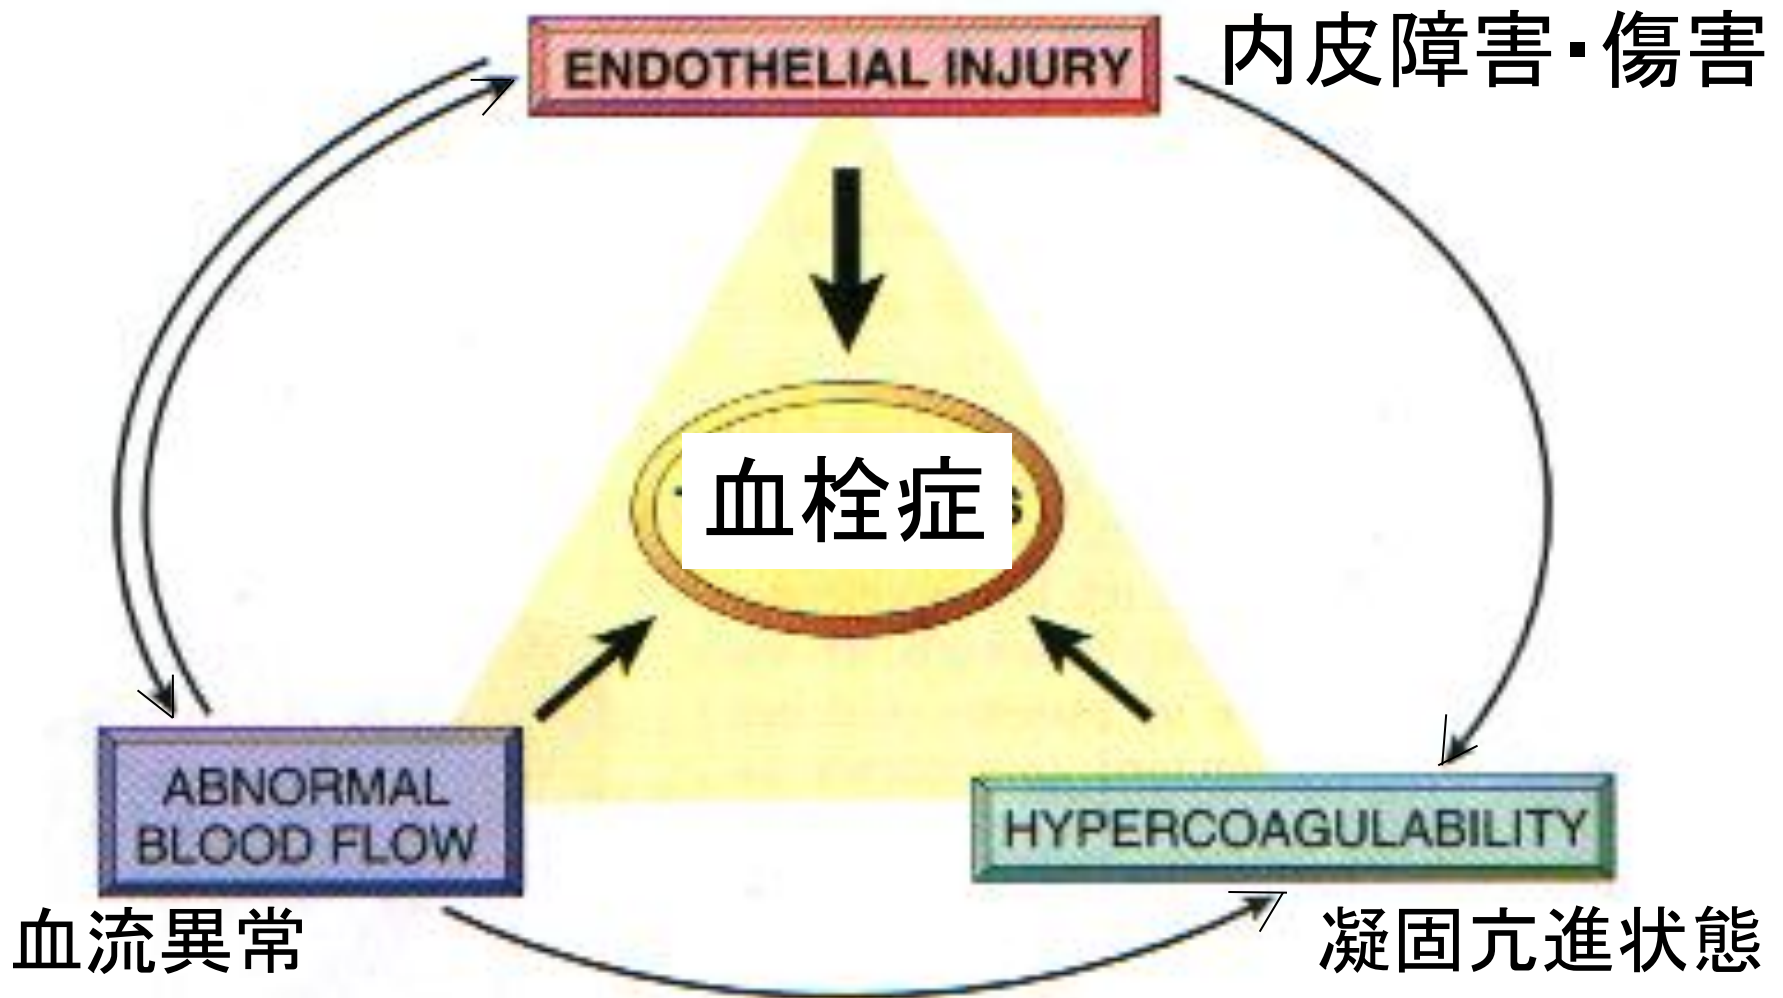 ENDOTHELIAL INJURY
内皮障害・傷害
血栓症
ABNORMAL
BLOOD FLOW
HYPERCOAGULABILITY
血流異常
凝固亢進状態